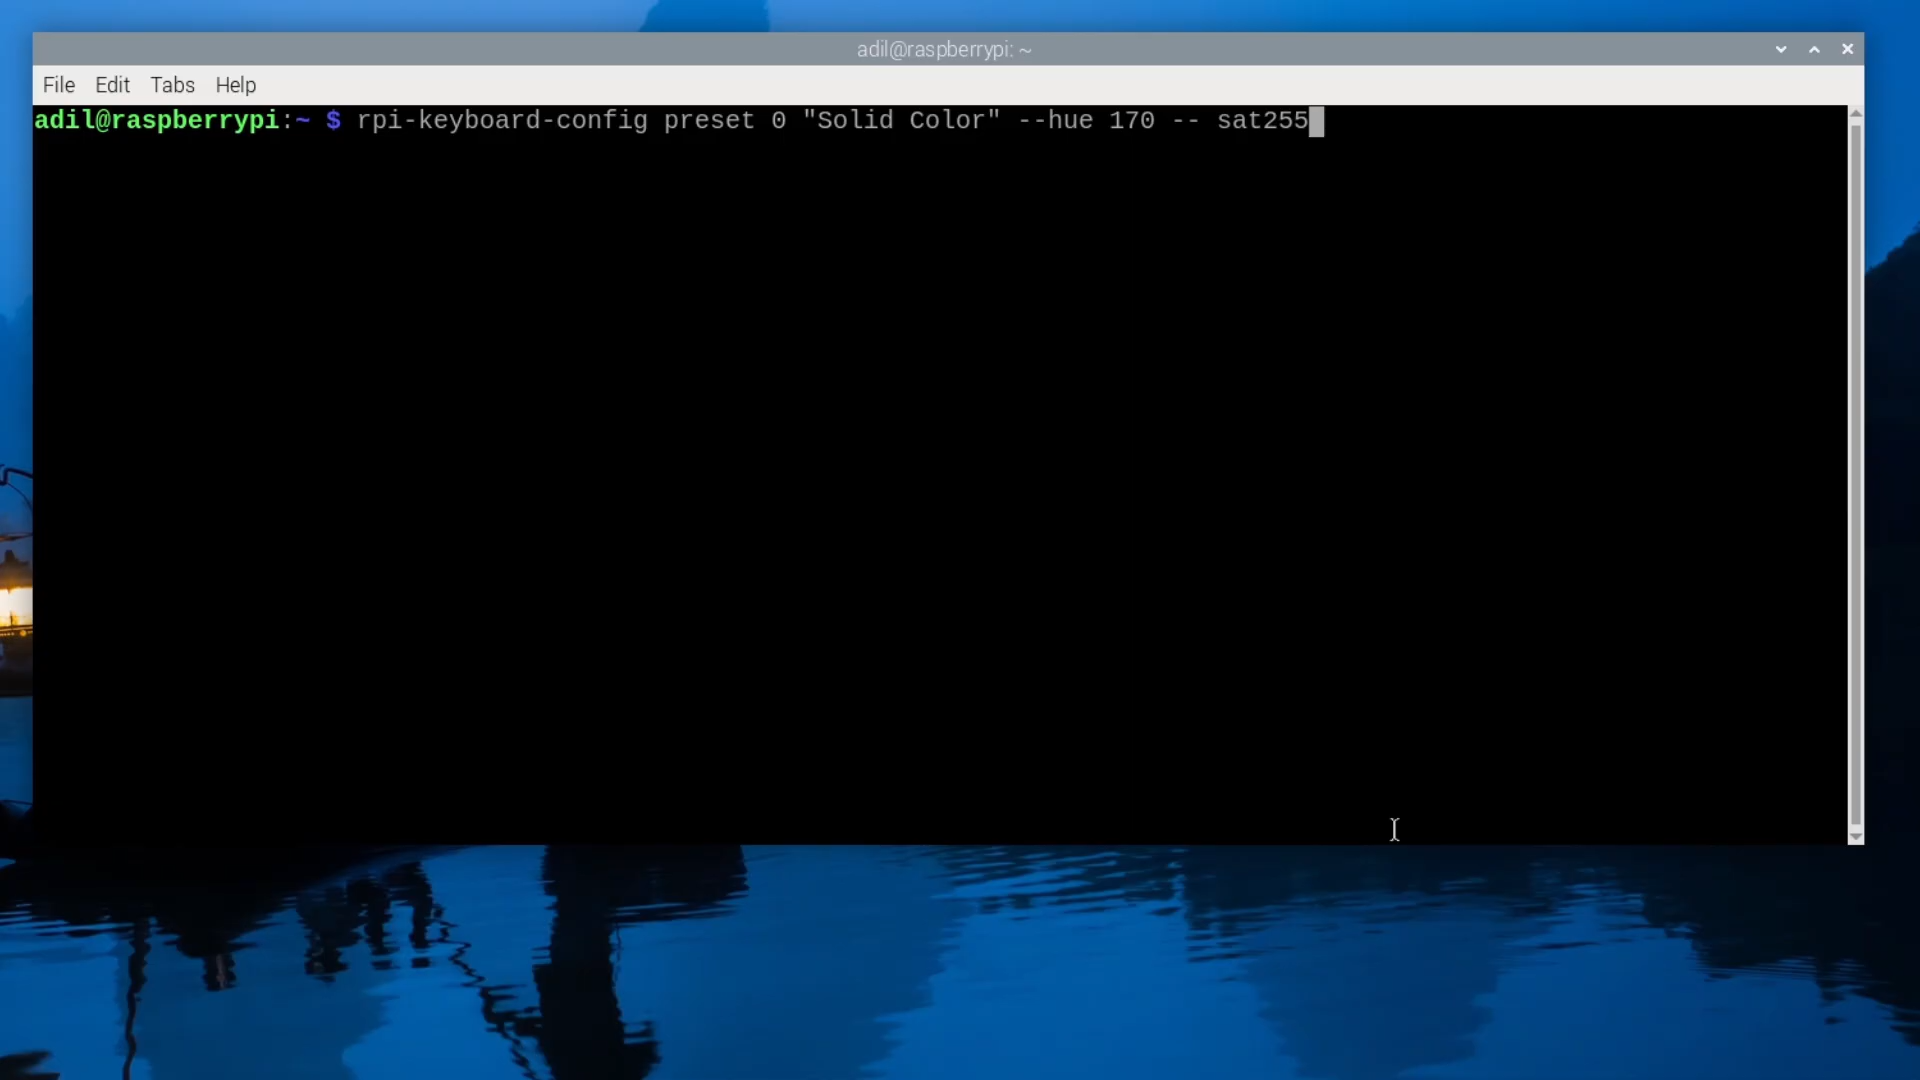 adil@raspberrypi: ~
File Edit Tabs Help
adil@raspberrypi:~ $ rpi-keyboard-config preset 0 "Solid Color" --hue 170 -- sat255